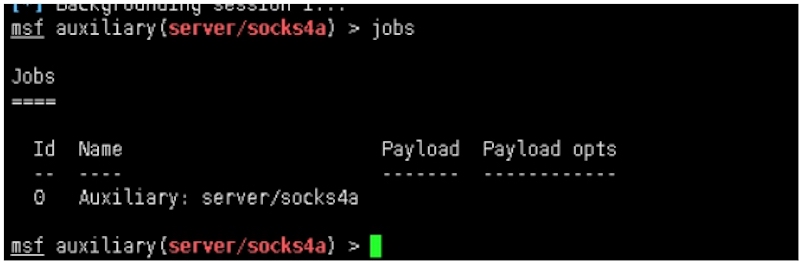 [*] Backgrounding session 1...
msf auxiliary(server/socks4a) > jobs
Jobs
====
Id  Name                        Payload  Payload opts
--  ----                        -------  ------------
0   Auxiliary: server/socks4a
msf auxiliary(server/socks4a) >